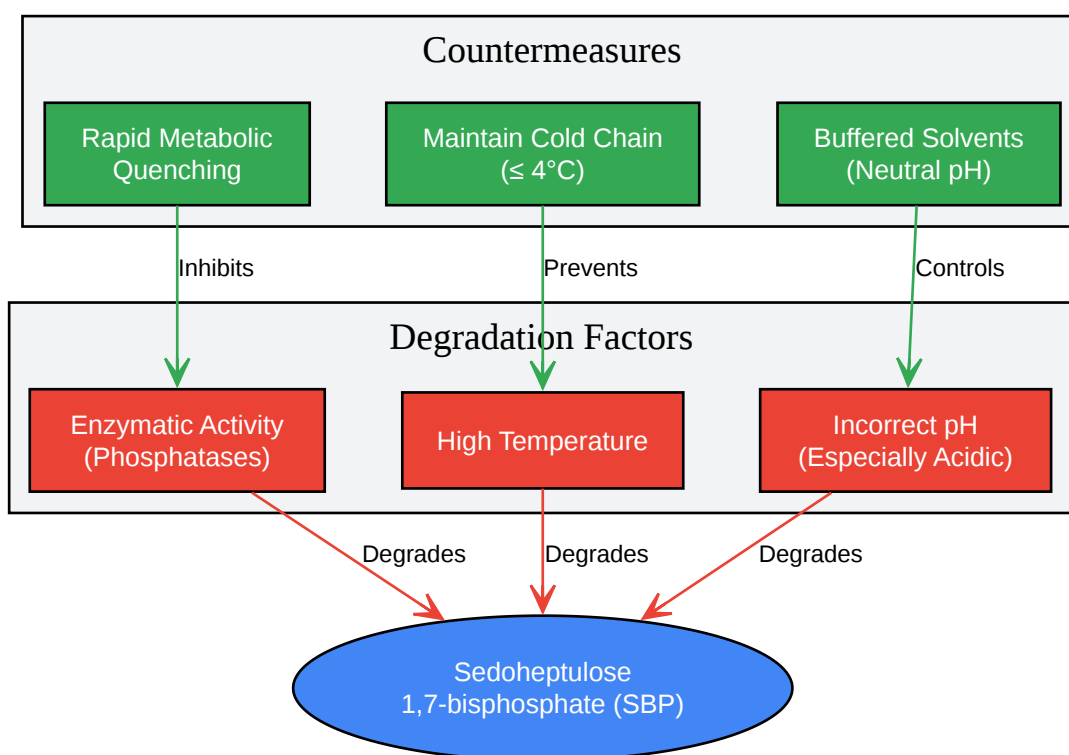 Countermeasures
Rapid Metabolic
Quenching
Maintain Cold Chain
(≤ 4°C)
Buffered Solvents
(Neutral pH)
Inhibits
Prevents
Controls
Degradation Factors
Enzymatic Activity
(Phosphatases)
High Temperature
Incorrect pH
(Especially Acidic)
Degrades
Degrades
Degrades
Sedoheptulose
1,7-bisphosphate (SBP)